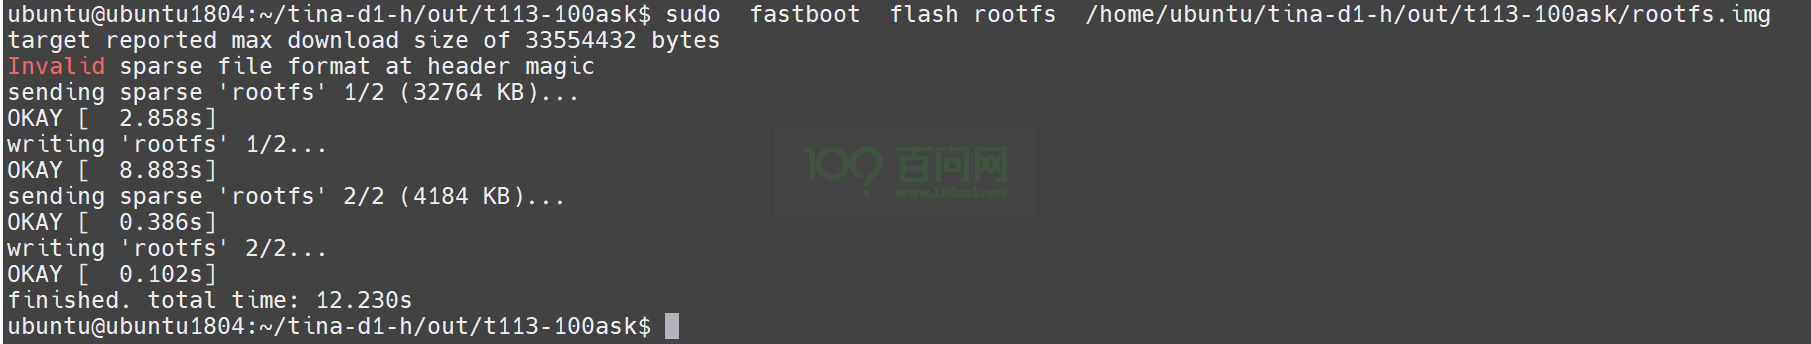 ubuntu@ubuntu1804:~/tina-d1-h/out/t113-100ask$ sudo  fastboot  flash rootfs  /home/ubuntu/tina-d1-h/out/t113-100ask/rootfs.img
target reported max download size of 33554432 bytes
Invalid sparse file format at header magic
sending sparse 'rootfs' 1/2 (32764 KB)...
OKAY [  2.858s]
writing 'rootfs' 1/2...
OKAY [  8.883s]
sending sparse 'rootfs' 2/2 (4184 KB)...
OKAY [  0.386s]
writing 'rootfs' 2/2...
OKAY [  0.102s]
finished. total time: 12.230s
ubuntu@ubuntu1804:~/tina-d1-h/out/t113-100ask$
100? 百问网
www.100ask.net